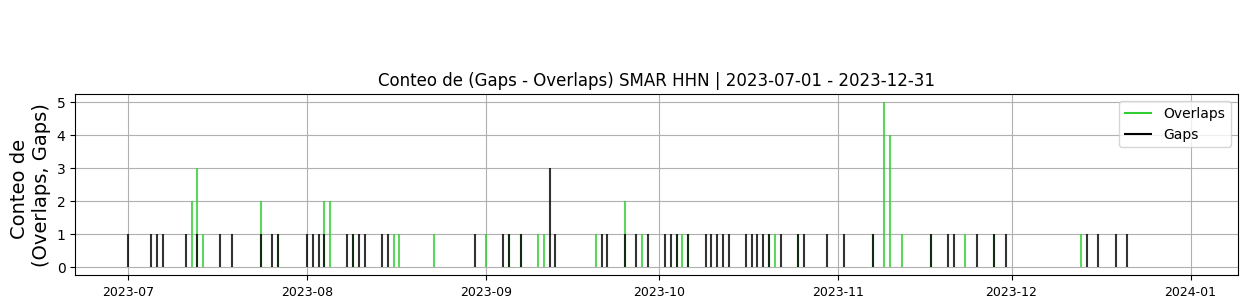 Conteo de (Gaps - Overlaps) SMAR HHN | 2023-07-01 - 2023-12-31
Conteo de
(Overlaps, Gaps)
5
4
3
2
1
0
Overlaps
Gaps
2023-07
2023-08
2023-09
2023-10
2023-11
2023-12
2024-01